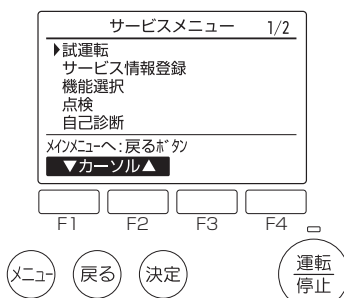 サービスメニュー 1/2
▶試運転
サービス情報登録
機能選択
点検
自己診断
ﾒｲﾝﾒﾆｭｰへ:戻るﾎﾞﾀﾝ
▼カーソル▲
F1 F2 F3 F4
メニュー 戻る 決定 運転
停止